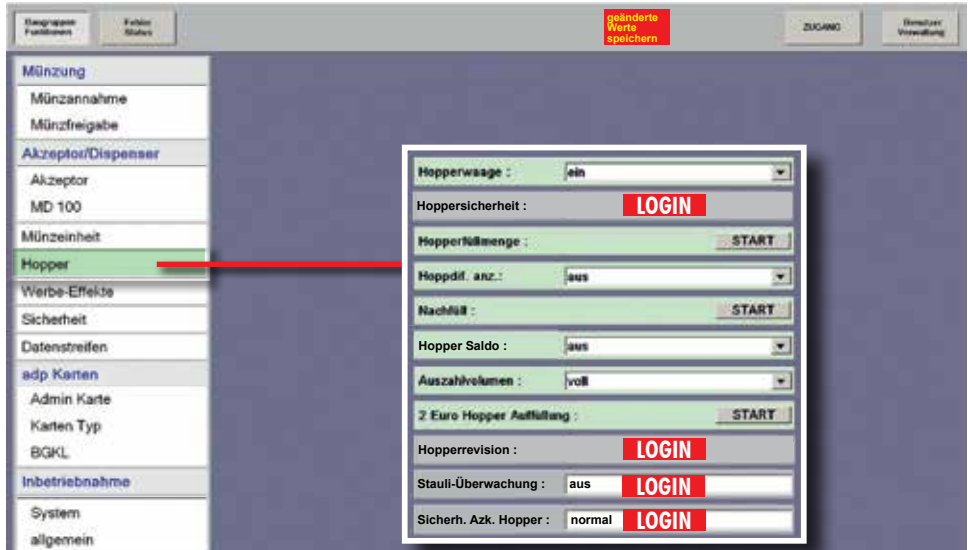 Baugruppen
Funktionen
Fehler
Status
geänderte
Werte
speichern
ZUGANG
Benutzer
Verwaltung
Münzung
Münzannahme
Münzfreigabe
Akzeptor/Dispenser
Akzeptor
MD 100
Münzeinheit
Hopper
Werbe-Effekte
Sicherheit
Datenstreifen
adp Karten
Admin Karte
Karten Typ
BGKL
Inbetriebnahme
System
allgemein
Hopperwaage : ein
Hoppersicherheit : LOGIN
Hopperfüllmenge : START
Hoppdif. anz.: aus
Nachfüll : START
Hopper Saldo : aus
Auszahlvolumen : voll
2 Euro Hopper Auffüllung : START
Hopperrevision : LOGIN
Stauli-Überwachung : aus LOGIN
Sicherh. Azk. Hopper : normal LOGIN